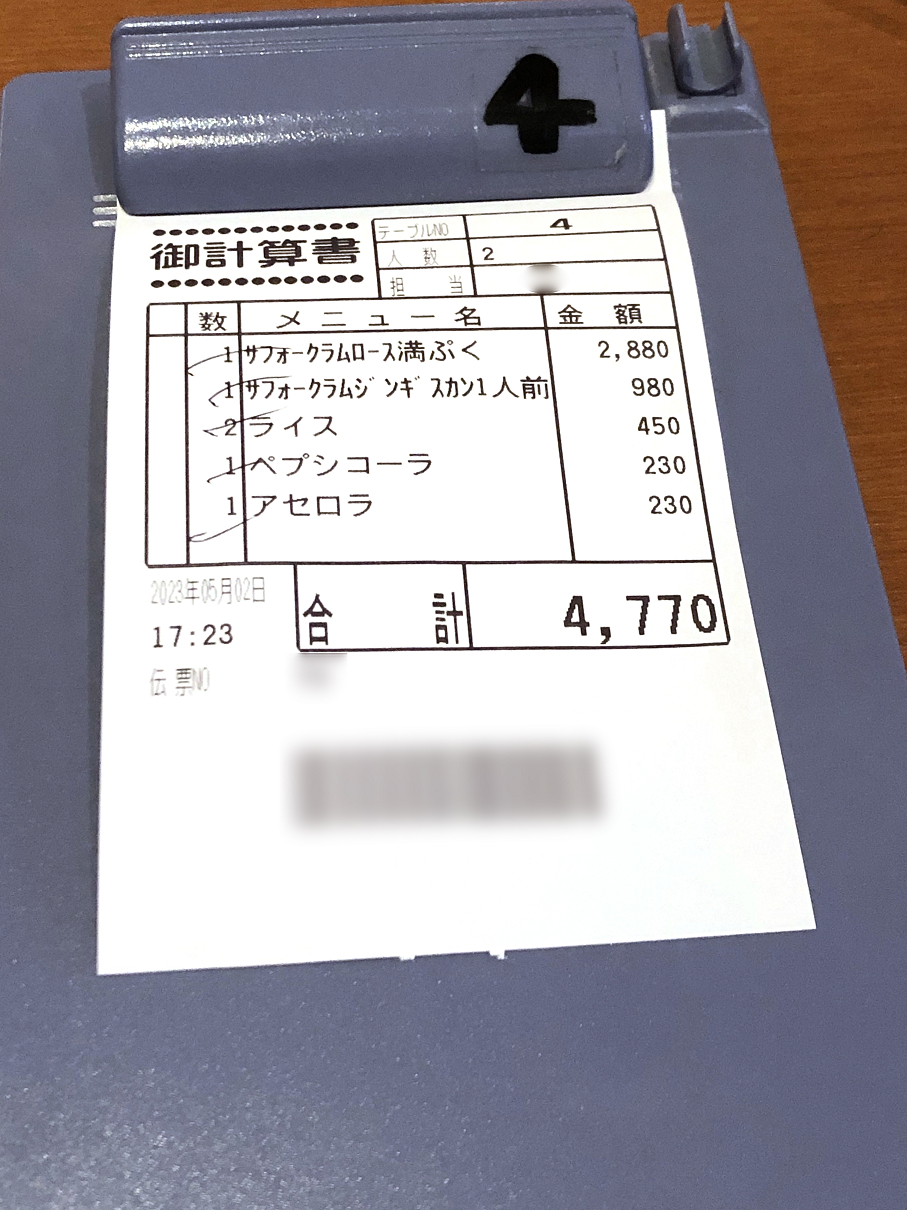 4
御計算書
テーブルNO 4
人数 2
担当
数 メニュー名 金額
1 サフォークラムロース満ぷく 2,880
1 サフォークラムジンギスカン1人前 980
2 ライス 450
1 ペプシコーラ 230
1 アセロラ 230
2023年05月02日
合計 4,770
17:23
伝票NO